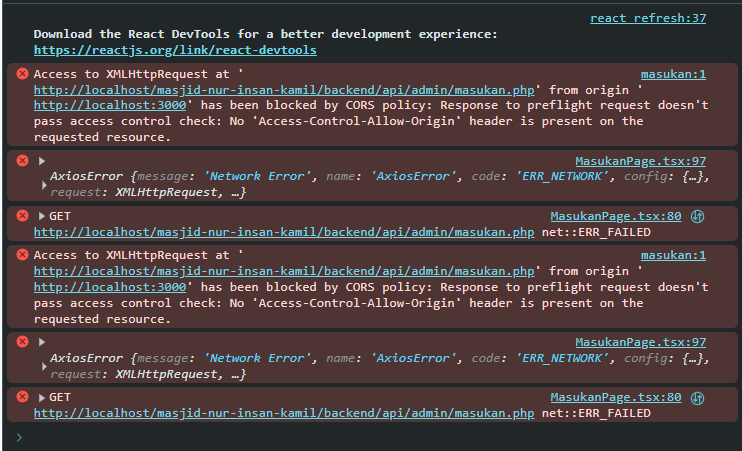 react refresh:37
Download the React DevTools for a better development experience:
https://reactjs.org/link/react-devtools
Access to XMLHttpRequest at ' masukan:1
http://localhost/masjid-nur-insan-kamil/backend/api/admin/masukan.php' from origin '
http://localhost:3000' has been blocked by CORS policy: Response to preflight request doesn't
pass access control check: No 'Access-Control-Allow-Origin' header is present on the
requested resource.
MasukanPage.tsx:97
AxiosError {message: 'Network Error', name: 'AxiosError', code: 'ERR_NETWORK', config: {…},
request: XMLHttpRequest, …}
GET MasukanPage.tsx:80
http://localhost/masjid-nur-insan-kamil/backend/api/admin/masukan.php net::ERR_FAILED
Access to XMLHttpRequest at ' masukan:1
http://localhost/masjid-nur-insan-kamil/backend/api/admin/masukan.php' from origin '
http://localhost:3000' has been blocked by CORS policy: Response to preflight request doesn't
pass access control check: No 'Access-Control-Allow-Origin' header is present on the
requested resource.
MasukanPage.tsx:97
AxiosError {message: 'Network Error', name: 'AxiosError', code: 'ERR_NETWORK', config: {…},
request: XMLHttpRequest, …}
GET MasukanPage.tsx:80
http://localhost/masjid-nur-insan-kamil/backend/api/admin/masukan.php net::ERR_FAILED